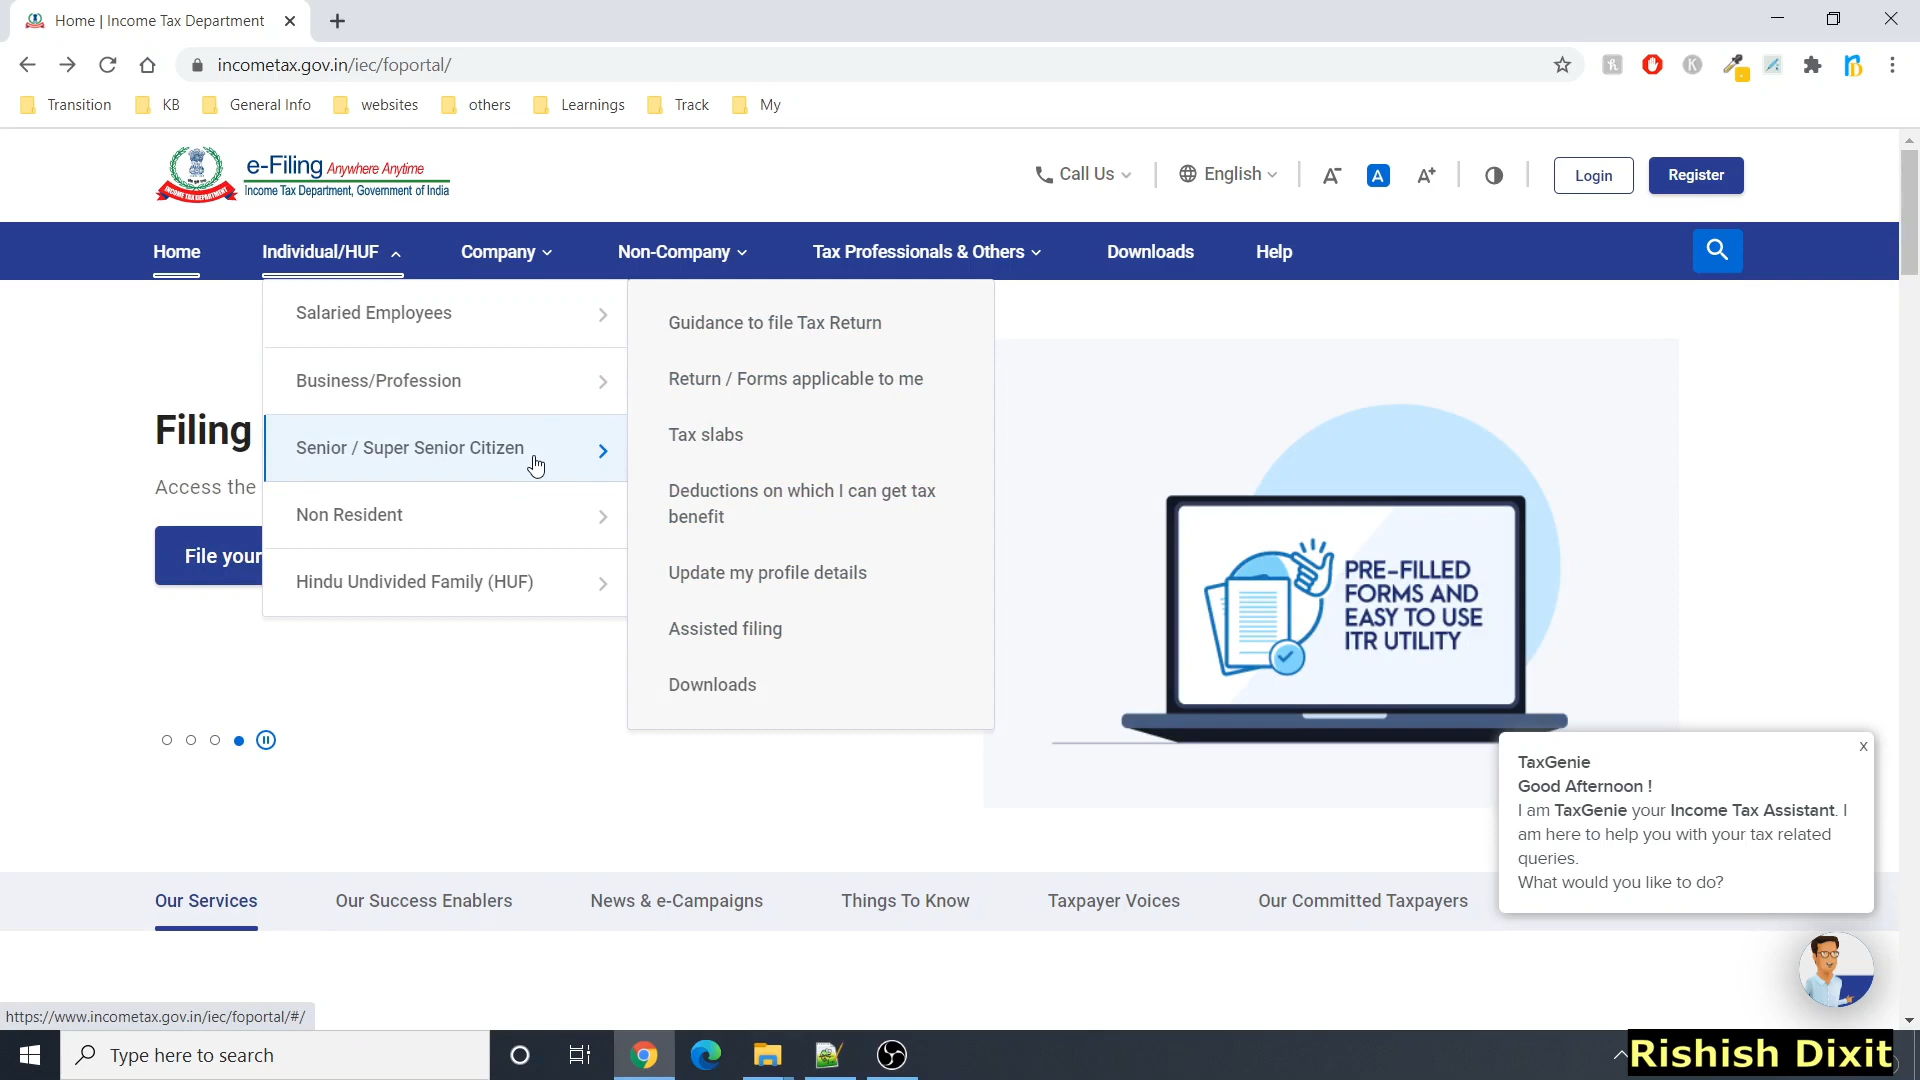 Home | Income Tax Department
incometax.gov.in/iec/foportal/
Transition KB General Info websites others Learnings Track My
e-Filing Anywhere Anytime
Income Tax Department, Government of India
Call Us English A- A A+ Login Register
Home Individual/HUF Company Non-Company Tax Professionals & Others Downloads Help
Salaried Employees
Business/Profession
Senior / Super Senior Citizen
Non Resident
Hindu Undivided Family (HUF)
Guidance to file Tax Return
Return / Forms applicable to me
Tax slabs
Deductions on which I can get tax
benefit
Update my profile details
Assisted filing
Downloads
Filing
Access the
File your
PRE-FILLED
FORMS AND
EASY TO USE
ITR UTILITY
x
TaxGenie
Good Afternoon !
I am TaxGenie your Income Tax Assistant. I
am here to help you with your tax related
queries.
What would you like to do?
Our Services Our Success Enablers News & e-Campaigns Things To Know Taxpayer Voices Our Committed Taxpayers
https://www.incometax.gov.in/iec/foportal/#/
Type here to search
Rishish Dixit